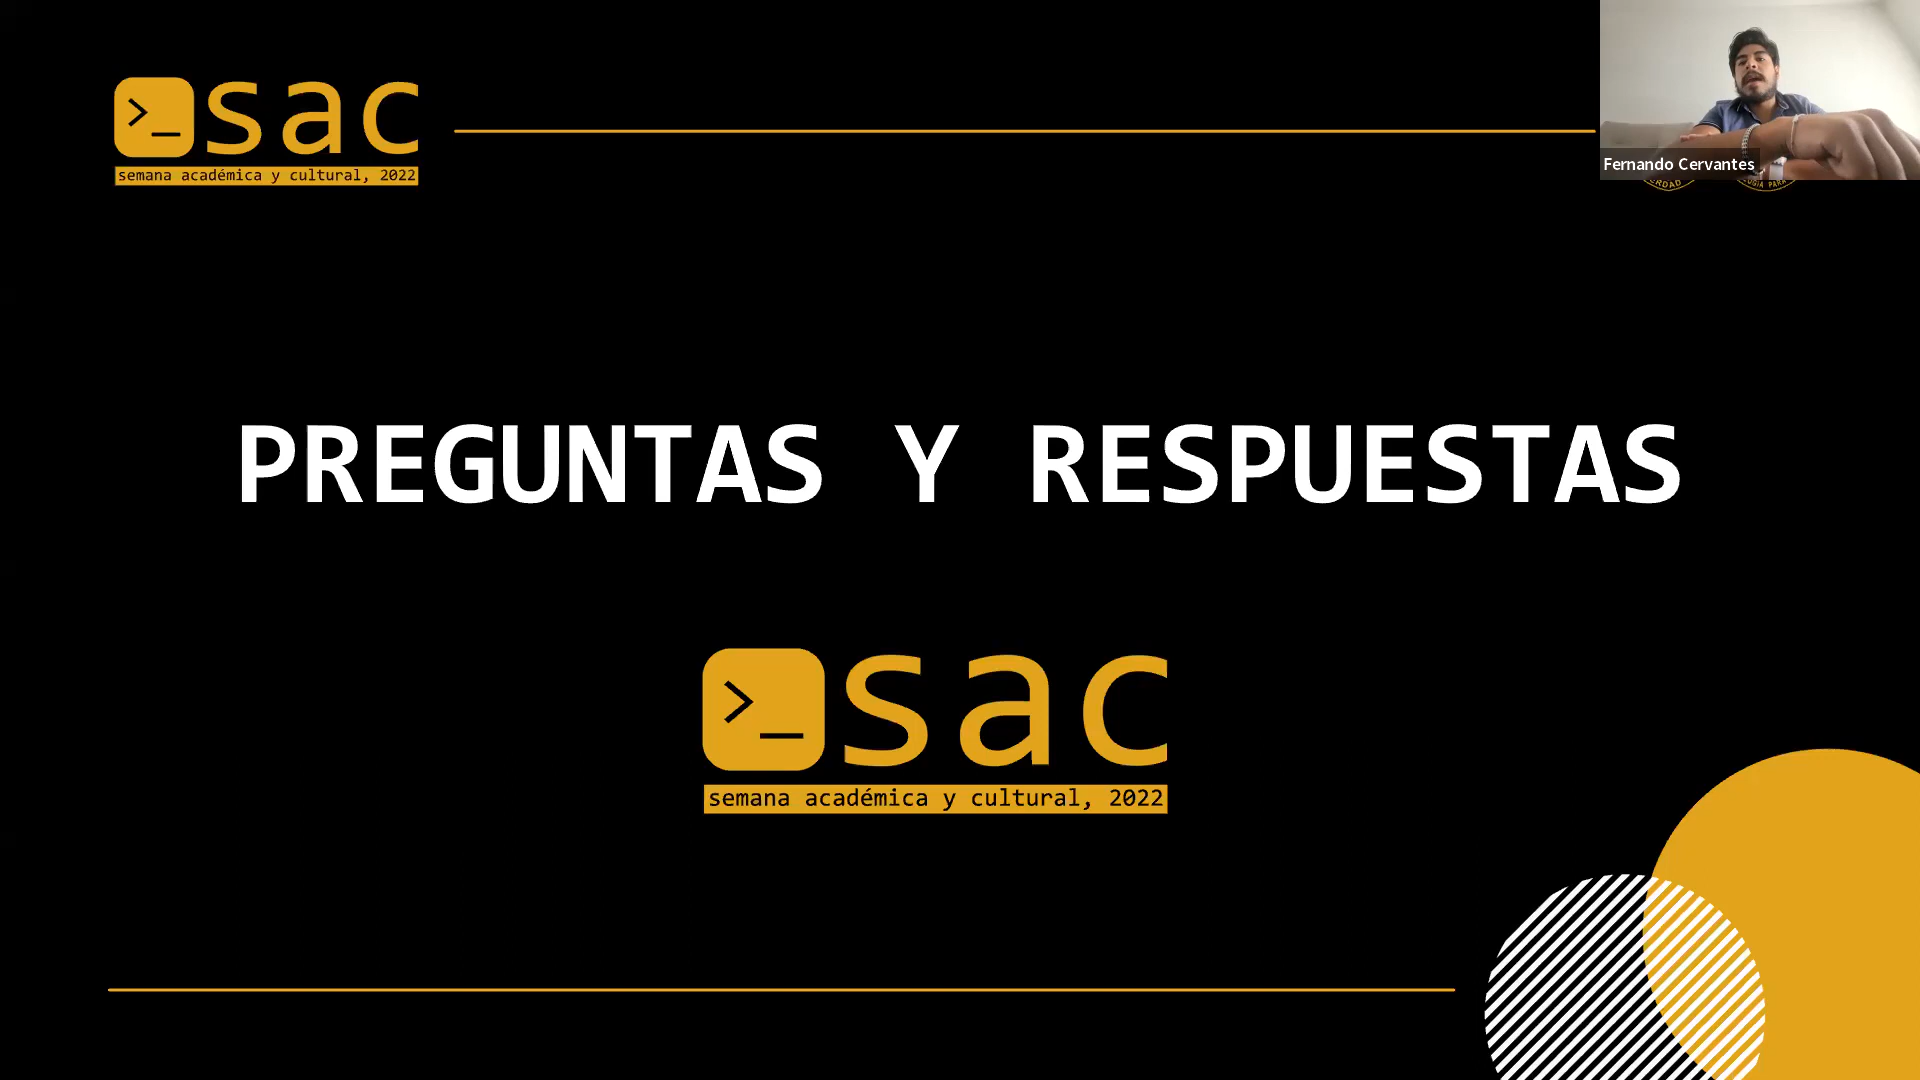 >_sac
semana académica y cultural, 2022
Fernando Cervantes
PREGUNTAS Y RESPUESTAS
>_sac
semana académica y cultural, 2022